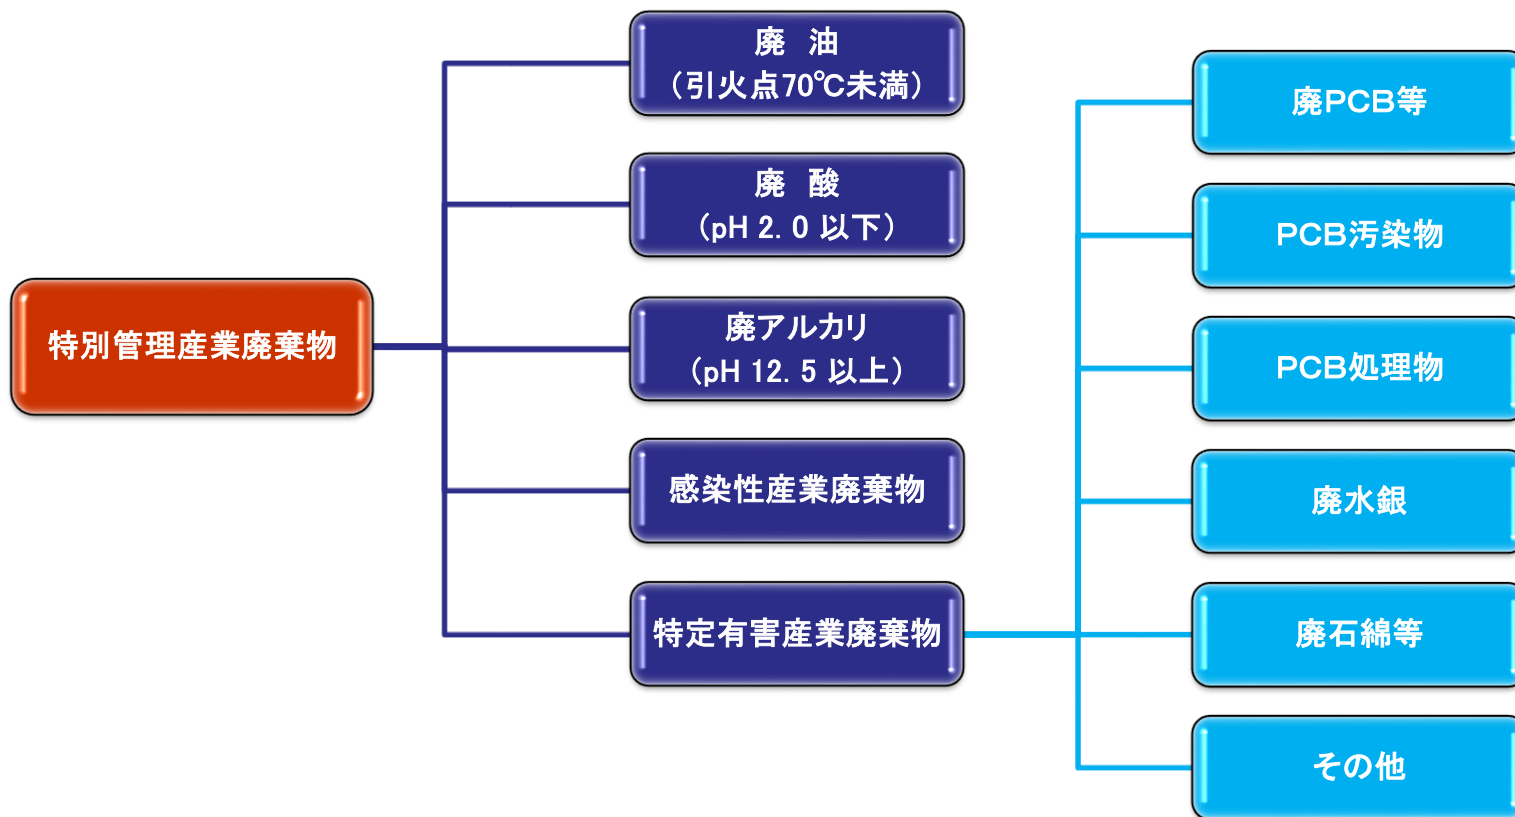 特別管理産業廃棄物
廃　油
（引火点70℃未満）
廃　酸
（pH 2. 0 以下）
廃アルカリ
（pH 12. 5 以上）
感染性産業廃棄物
特定有害産業廃棄物
廃ＰＣＢ等
ＰＣＢ汚染物
ＰＣＢ処理物
廃水銀
廃石綿等
その他